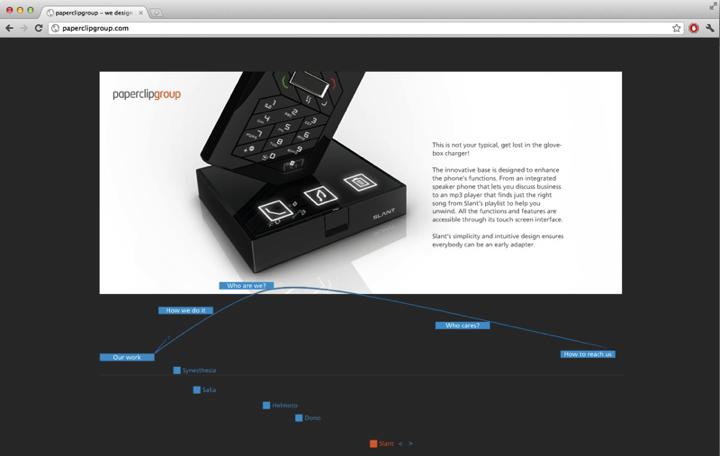 paperclipgroup – we design
paperclipgroup.com
paperclipgroup
This is not your typical, get lost in the glove-
box charger!
The innovative base is designed to enhance
the phone's functions. From an integrated
speaker phone that lets you discuss business
to an mp3 player that finds just the right
song from Slant's playlist to help you
unwind. All the functions and features are
accessible through its touch screen interface.
Slant's simplicity and intuitive design ensures
everybody can be an early adapter.
SLANT
Who are we?
How we do it
Who cares?
Our work
How to reach us
Synesthesia
Helmeto
Slant < >